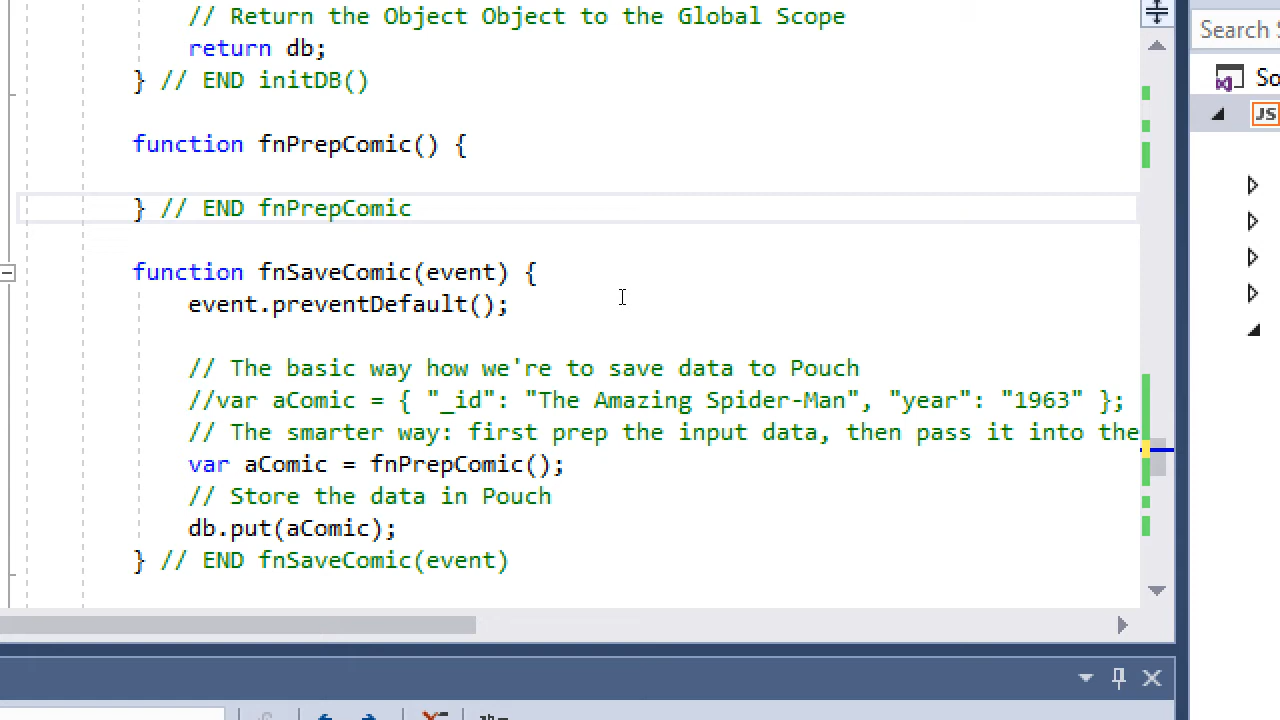 // Return the Object Object to the Global Scope
return db;
} // END initDB()
function fnPrepComic() {
} // END fnPrepComic
function fnSaveComic(event) {
event.preventDefault();
// The basic way how we're to save data to Pouch
//var aComic = { "_id": "The Amazing Spider-Man", "year": "1963" };
// The smarter way: first prep the input data, then pass it into the
var aComic = fnPrepComic();
// Store the data in Pouch
db.put(aComic);
} // END fnSaveComic(event)
Search
So
JS